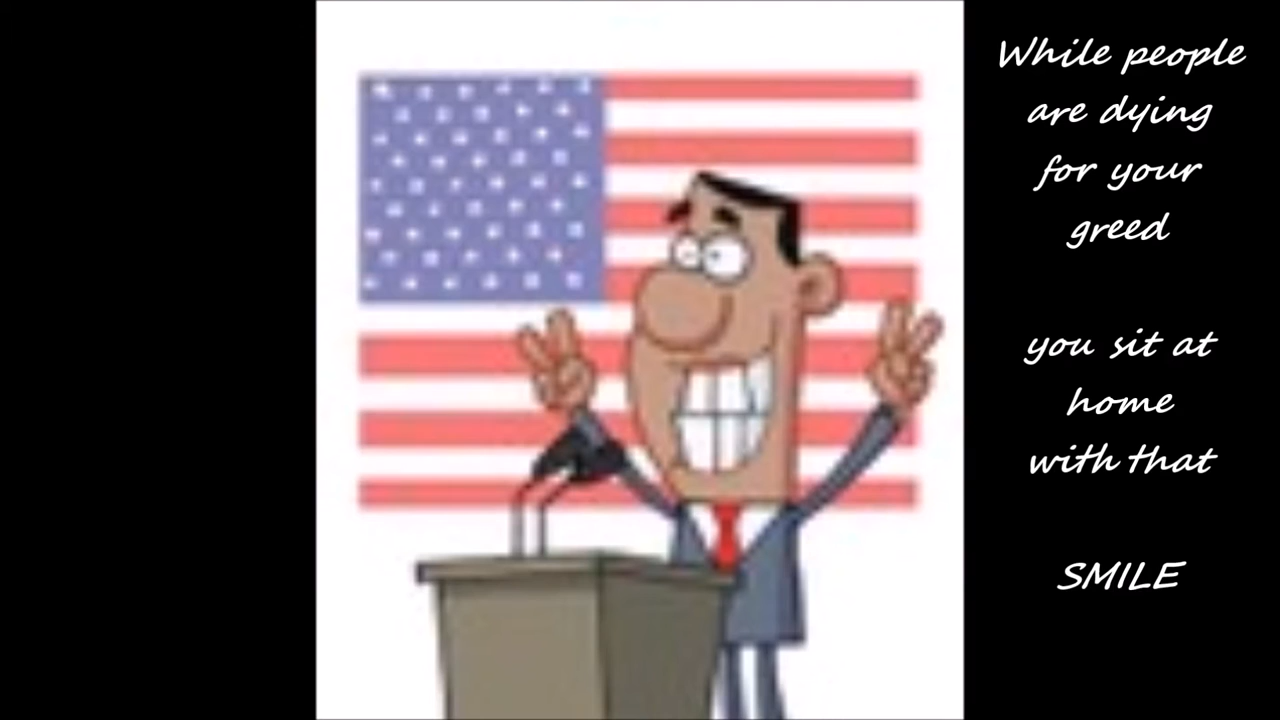 While people
are dying
for your
greed
you sit at
home
with that
SMILE